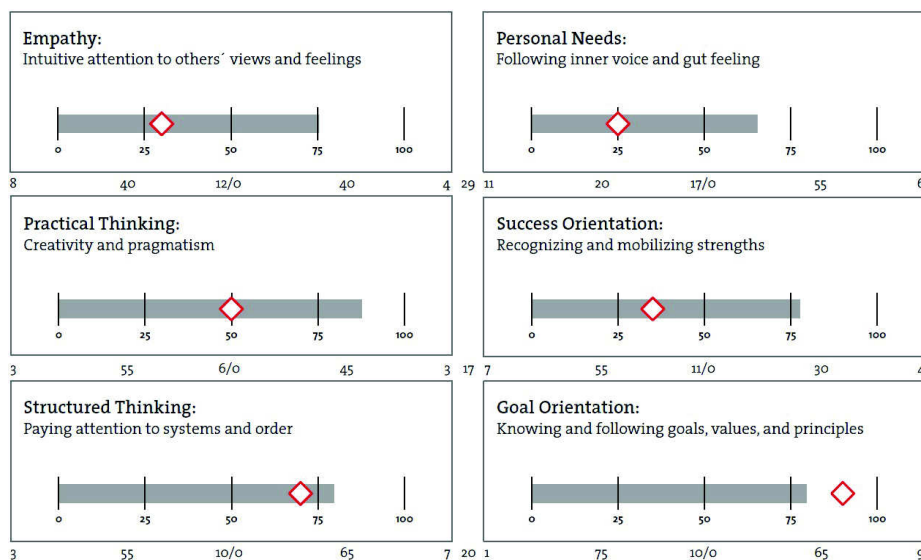 Empathy:
Intuitive attention to others´ views and feelings
0 25 50 75 100
8 40 12/0 40 4 29
Personal Needs:
Following inner voice and gut feeling
0 25 50 75 100
11 20 17/0 55
Practical Thinking:
Creativity and pragmatism
0 25 50 75 100
3 55 6/0 45 3 17
Success Orientation:
Recognizing and mobilizing strengths
0 25 50 75 100
7 55 11/0 30
Structured Thinking:
Paying attention to systems and order
0 25 50 75 100
3 55 10/0 65 7 20
Goal Orientation:
Knowing and following goals, values, and principles
0 25 50 75 100
1 75 10/0 65